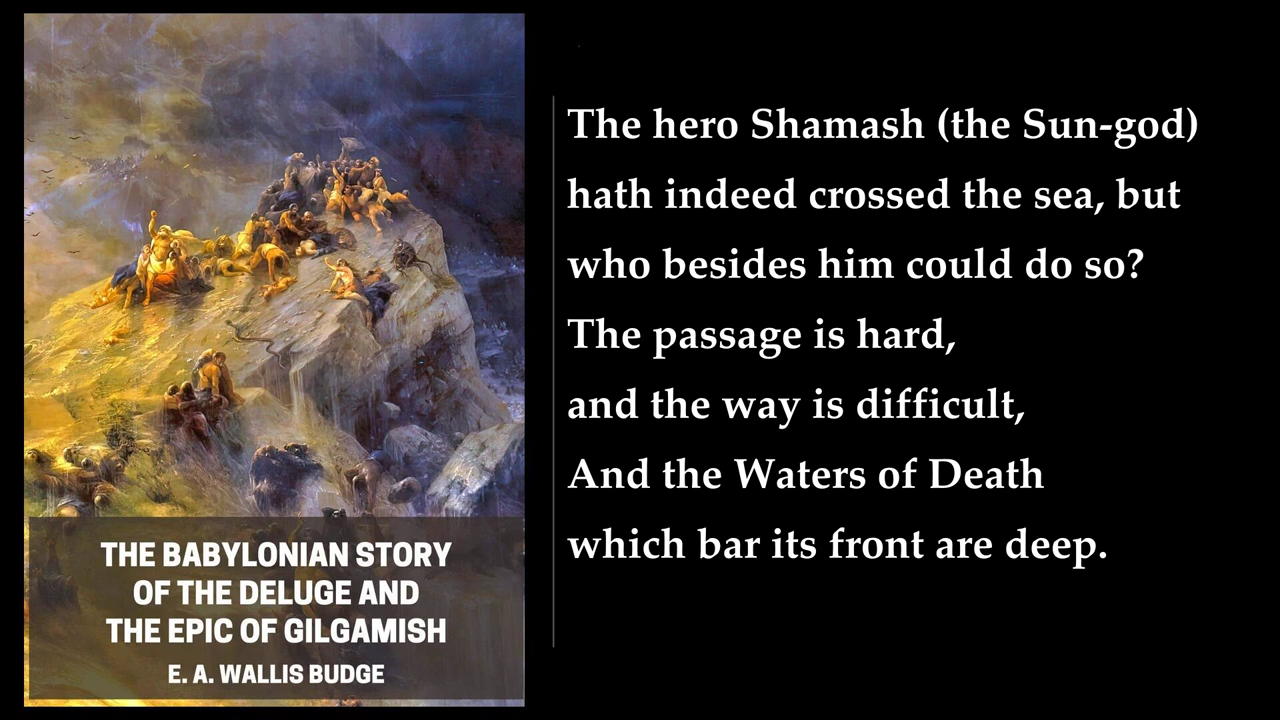 THE BABYLONIAN STORY
OF THE DELUGE AND
THE EPIC OF GILGAMISH
E. A. WALLIS BUDGE
The hero Shamash (the Sun-god)
hath indeed crossed the sea, but
who besides him could do so?
The passage is hard,
and the way is difficult,
And the Waters of Death
which bar its front are deep.